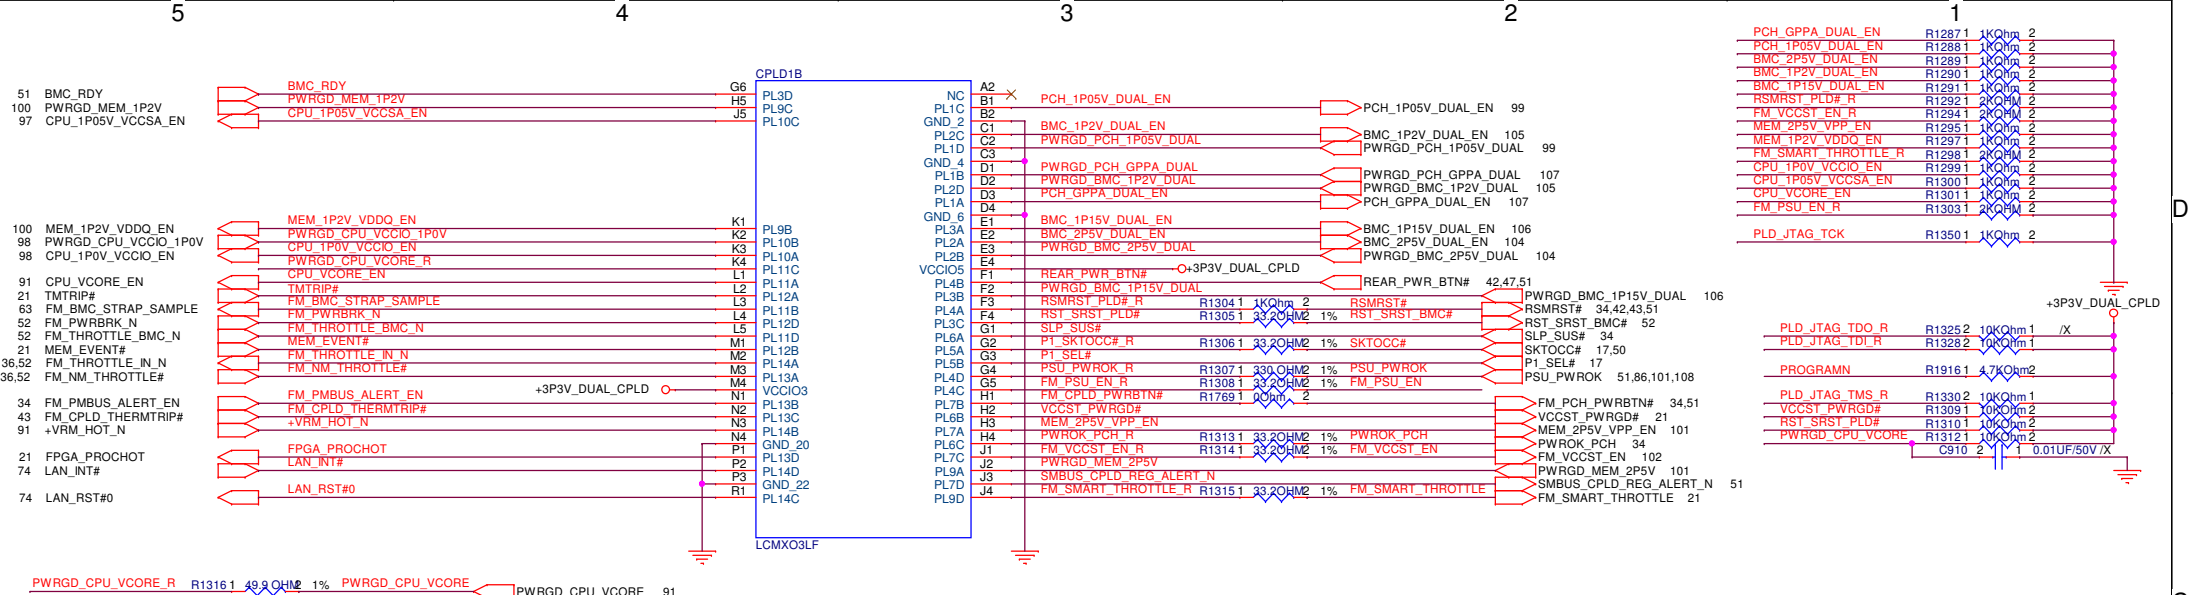 5 4 3 2 1
D
CPLD1B
LCMXO3LF
51 BMC_RDY BMC_RDY G6 PL3D
100 PWRGD_MEM_1P2V PWRGD_MEM_1P2V H5 PL9C
97 CPU_1P05V_VCCSA_EN CPU_1P05V_VCCSA_EN J5 PL10C
100 MEM_1P2V_VDDQ_EN MEM_1P2V_VDDQ_EN K1 PL9B
98 PWRGD_CPU_VCCIO_1P0V PWRGD_CPU_VCCIO_1P0V K2 PL10B
98 CPU_1P0V_VCCIO_EN CPU_1P0V_VCCIO_EN K3 PL10A
PWRGD_CPU_VCORE_R K4 PL11C
91 CPU_VCORE_EN CPU_VCORE_EN L1 PL11A
21 TMTRIP# TMTRIP# L2 PL12A
63 FM_BMC_STRAP_SAMPLE FM_BMC_STRAP_SAMPLE L3 PL11B
52 FM_PWRBRK_N FM_PWRBRK_N L4 PL12D
52 FM_THROTTLE_BMC_N FM_THROTTLE_BMC_N L5 PL11D
21 MEM_EVENT# MEM_EVENT# M1 PL12B
36,52 FM_THROTTLE_IN_N FM_THROTTLE_IN_N M2 PL14A
36,52 FM_NM_THROTTLE# FM_NM_THROTTLE# M3 PL13A
+3P3V_DUAL_CPLD M4 VCCIO3
34 FM_PMBUS_ALERT_EN FM_PMBUS_ALERT_EN N1 PL13B
43 FM_CPLD_THERMTRIP# FM_CPLD_THERMTRIP# N2 PL13C
91 +VRM_HOT_N +VRM_HOT_N N3 PL14B
N4 GND_20
21 FPGA_PROCHOT FPGA_PROCHOT P1 PL13D
74 LAN_INT# LAN_INT# P2 PL14D
P3 GND_22
74 LAN_RST#0 LAN_RST#0 R1 PL14C
NC A2
PL1C B1 PCH_1P05V_DUAL_EN PCH_1P05V_DUAL_EN 99
GND_2 B2
PL2C C1 BMC_1P2V_DUAL_EN BMC_1P2V_DUAL_EN 105
PL1D C2 PWRGD_PCH_1P05V_DUAL PWRGD_PCH_1P05V_DUAL 99
GND_4 C3
PL1B D1 PWRGD_PCH_GPPA_DUAL PWRGD_PCH_GPPA_DUAL 107
PL2D D2 PWRGD_BMC_1P2V_DUAL PWRGD_BMC_1P2V_DUAL 105
PL1A D3 PCH_GPPA_DUAL_EN PCH_GPPA_DUAL_EN 107
GND_6 D4
PL3A E1 BMC_1P15V_DUAL_EN BMC_1P15V_DUAL_EN 106
PL2A E2 BMC_2P5V_DUAL_EN BMC_2P5V_DUAL_EN 104
PL2B E3 PWRGD_BMC_2P5V_DUAL PWRGD_BMC_2P5V_DUAL 104
VCCIO5 E4 +3P3V_DUAL_CPLD
PL4B F1 REAR_PWR_BTN# REAR_PWR_BTN# 42,47,51
PL3B F2 PWRGD_BMC_1P15V_DUAL PWRGD_BMC_1P15V_DUAL 106
PL4A F3 RSMRST_PLD#_R R1304 1 1KOhm 2 RSMRST# RSMRST# 34,42,43,51
PL3C F4 RST_SRST_PLD# R1305 1 33.2OHM 2 1% RST_SRST_BMC# RST_SRST_BMC# 52
PL6A G1 SLP_SUS# SLP_SUS# 34
PL5A G2 P1_SKTOCC#_R R1306 1 33.2OHM 2 1% SKTOCC# SKTOCC# 17,50
PL5B G3 P1_SEL# P1_SEL# 17
PL4D G4 PSU_PWROK_R R1307 1 330 OHM 2 1% PSU_PWROK PSU_PWROK 51,86,101,108
PL4C G5 FM_PSU_EN_R R1308 1 33.2OHM 2 1% FM_PSU_EN
PL7B H1 FM_CPLD_PWRBTN# R1769 1 0Ohm 2 FM_PCH_PWRBTN# 34,51
PL6B H2 VCCST_PWRGD# VCCST_PWRGD# 21
PL7A H3 MEM_2P5V_VPP_EN MEM_2P5V_VPP_EN 101
PL6C H4 PWROK_PCH_R R1313 1 33.2OHM 2 1% PWROK_PCH PWROK_PCH 34
PL7C J1 FM_VCCST_EN_R R1314 1 33.2OHM 2 1% FM_VCCST_EN FM_VCCST_EN 102
PL9A J2 PWRGD_MEM_2P5V PWRGD_MEM_2P5V 101
PL7D J3 SMBUS_CPLD_REG_ALERT_N SMBUS_CPLD_REG_ALERT_N 51
PL9D J4 FM_SMART_THROTTLE_R R1315 1 33.2OHM 2 1% FM_SMART_THROTTLE FM_SMART_THROTTLE 21
PCH_GPPA_DUAL_EN R1287 1 1KOhm 2
PCH_1P05V_DUAL_EN R1288 1 1KOhm 2
BMC_2P5V_DUAL_EN R1289 1 1KOhm 2
BMC_1P2V_DUAL_EN R1290 1 1KOhm 2
BMC_1P15V_DUAL_EN R1291 1 1KOhm 2
RSMRST_PLD#_R R1292 1 2KOHM 2
FM_VCCST_EN_R R1294 1 2KOHM 2
MEM_2P5V_VPP_EN R1295 1 1KOhm 2
MEM_1P2V_VDDQ_EN R1297 1 1KOhm 2
FM_SMART_THROTTLE_R R1298 1 2KOHM 2
CPU_1P0V_VCCIO_EN R1299 1 1KOhm 2
CPU_1P05V_VCCSA_EN R1300 1 1KOhm 2
CPU_VCORE_EN R1301 1 1KOhm 2
FM_PSU_EN_R R1303 1 2KOHM 2
PLD_JTAG_TCK R1350 1 1KOhm 2
+3P3V_DUAL_CPLD
PLD_JTAG_TDO_R R1325 2 10KOhm 1 /X
PLD_JTAG_TDI_R R1328 2 10KOhm 1
PROGRAMN R1916 1 4.7KOhm 2
PLD_JTAG_TMS_R R1330 2 10KOhm 1
VCCST_PWRGD# R1309 1 10KOhm 2
RST_SRST_PLD# R1310 1 10KOhm 2
PWRGD_CPU_VCORE R1312 1 10KOhm 2
C910 2 1 0.01UF/50V /X
PWRGD_CPU_VCORE_R R1316 1 49.9 OHM 2 1% PWRGD_CPU_VCORE PWRGD_CPU_VCORE 91